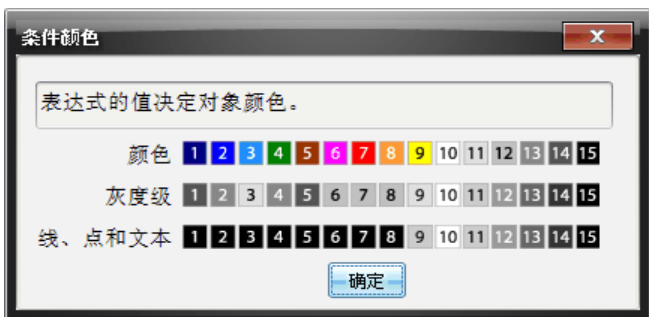 条件颜色
表达式的值决定对象颜色。
颜色 1 2 3 4 5 6 7 8 9 10 11 12 13 14 15
灰度级 1 2 3 4 5 6 7 8 9 10 11 12 13 14 15
线、点和文本 1 2 3 4 5 6 7 8 9 10 11 12 13 14 15
确定